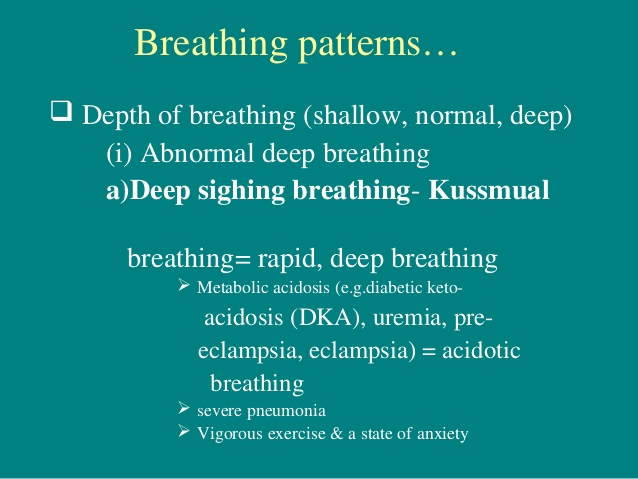 Breathing patterns…
❑ Depth of breathing (shallow, normal, deep)
(i) Abnormal deep breathing
a)Deep sighing breathing- Kussmual
breathing= rapid, deep breathing
➢ Metabolic acidosis (e.g.diabetic keto-
acidosis (DKA), uremia, pre-
eclampsia, eclampsia) = acidotic
breathing
➢ severe pneumonia
➢ Vigorous exercise & a state of anxiety